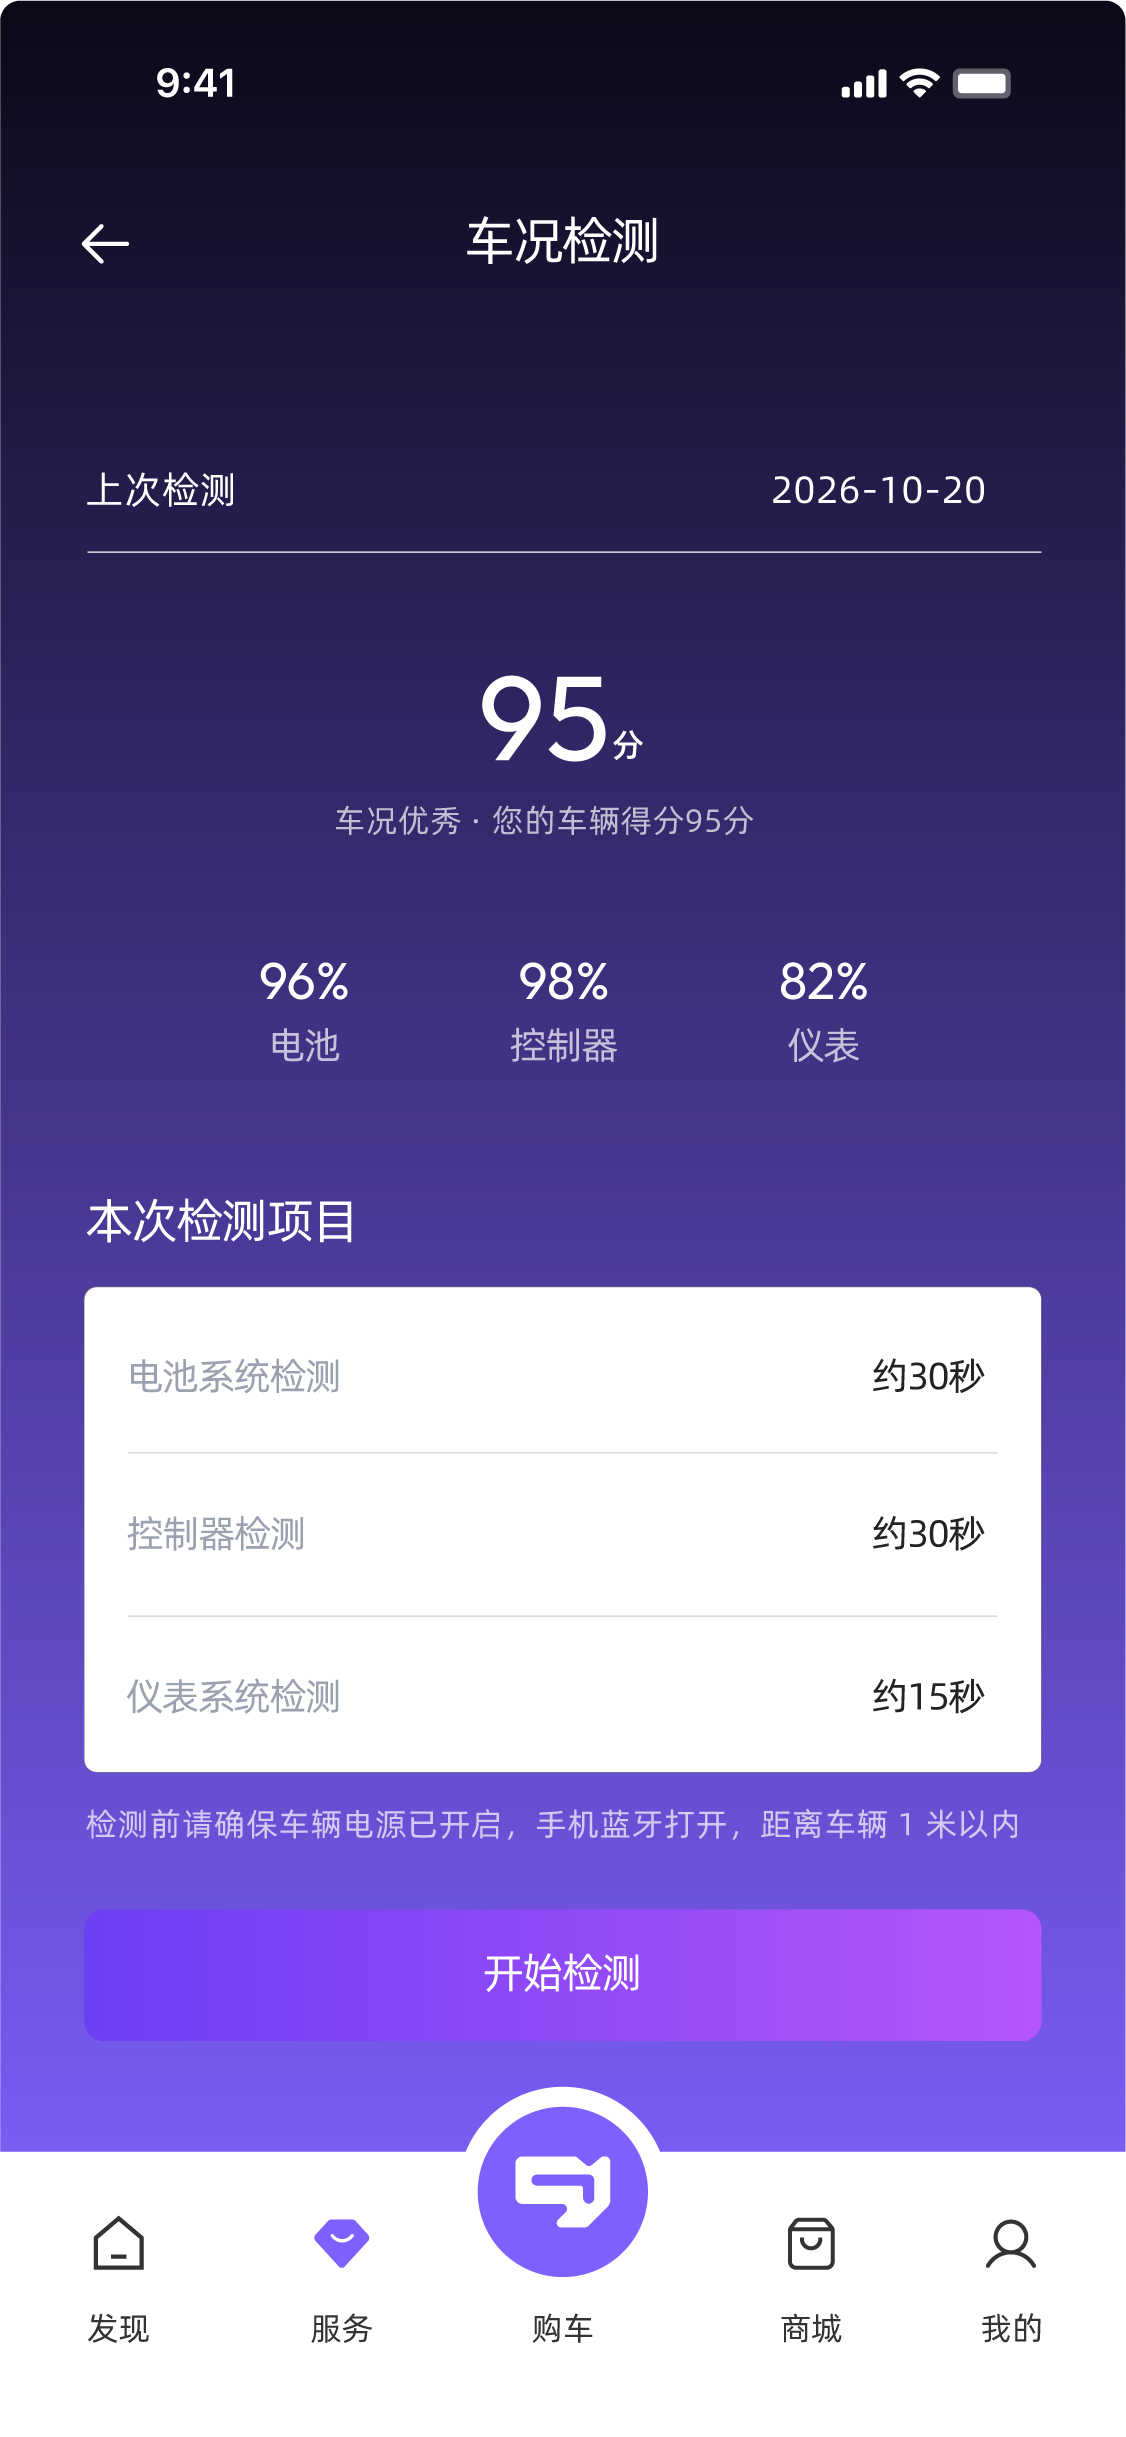 9:41
车况检测
上次检测 2026-10-20
95分
车况优秀 · 您的车辆得分95分
96% 98% 82%
电池 控制器 仪表
本次检测项目
电池系统检测 约30秒
控制器检测 约30秒
仪表系统检测 约15秒
检测前请确保车辆电源已开启，手机蓝牙打开，距离车辆 1 米以内
开始检测
发现 服务 购车 商城 我的